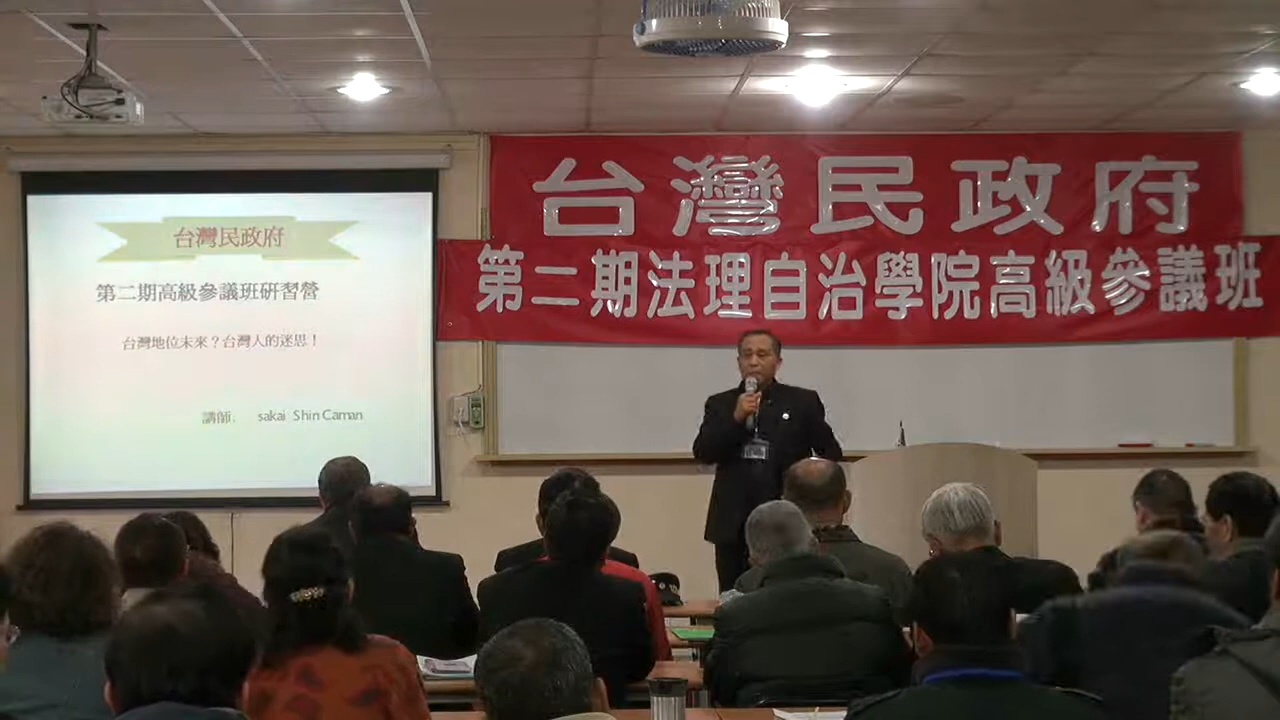 台灣民政府
第二期法理自治學院高級參議班
台灣民政府
第二期高級參議班研習營
台灣地位未來？台灣人的迷思！
講師： sakai Shin Caman